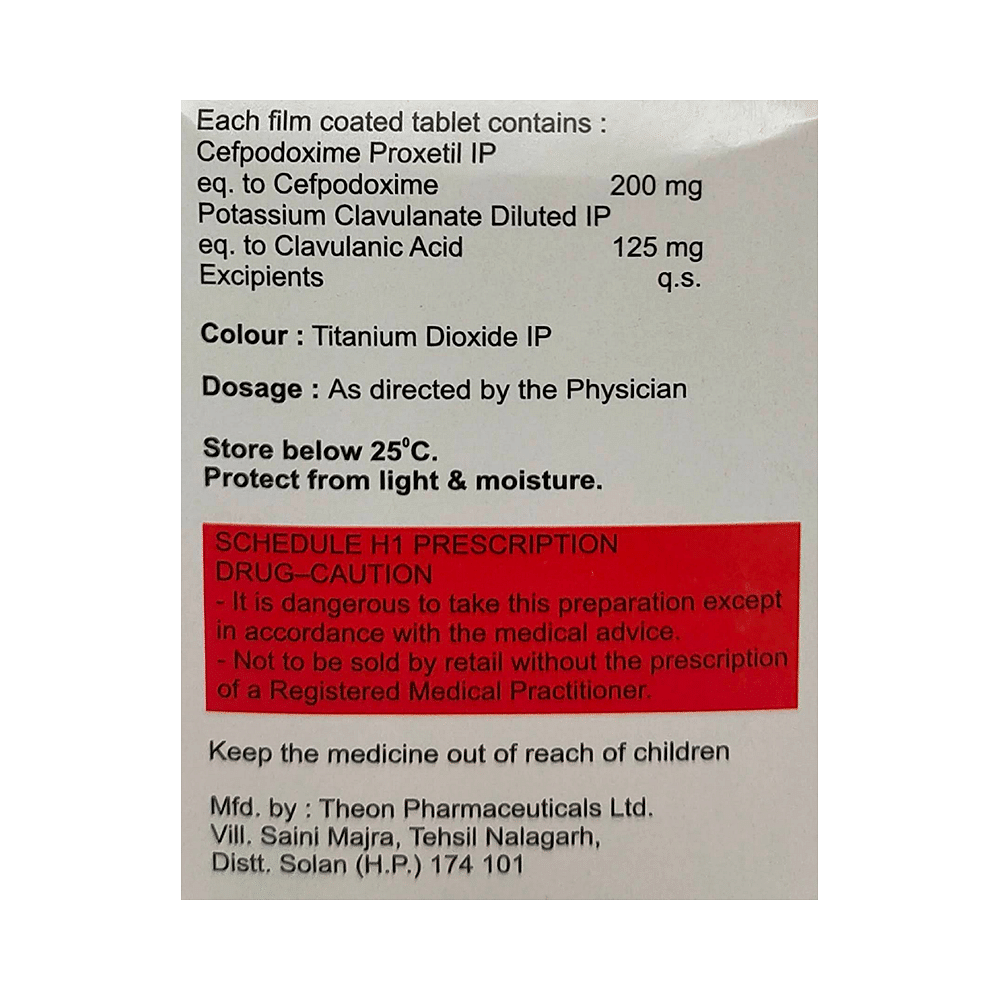 Each film coated tablet contains :
Cefpodoxime Proxetil IP
eq. to Cefpodoxime 200 mg
Potassium Clavulanate Diluted IP
eq. to Clavulanic Acid 125 mg
Excipients q.s.
Colour : Titanium Dioxide IP
Dosage : As directed by the Physician
Store below 25⁰C.
Protect from light & moisture.
SCHEDULE H1 PRESCRIPTION
DRUG–CAUTION
- It is dangerous to take this preparation except
in accordance with the medical advice.
- Not to be sold by retail without the prescription
of a Registered Medical Practitioner.
Keep the medicine out of reach of children
Mfd. by : Theon Pharmaceuticals Ltd.
Vill. Saini Majra, Tehsil Nalagarh,
Distt. Solan (H.P.) 174 101